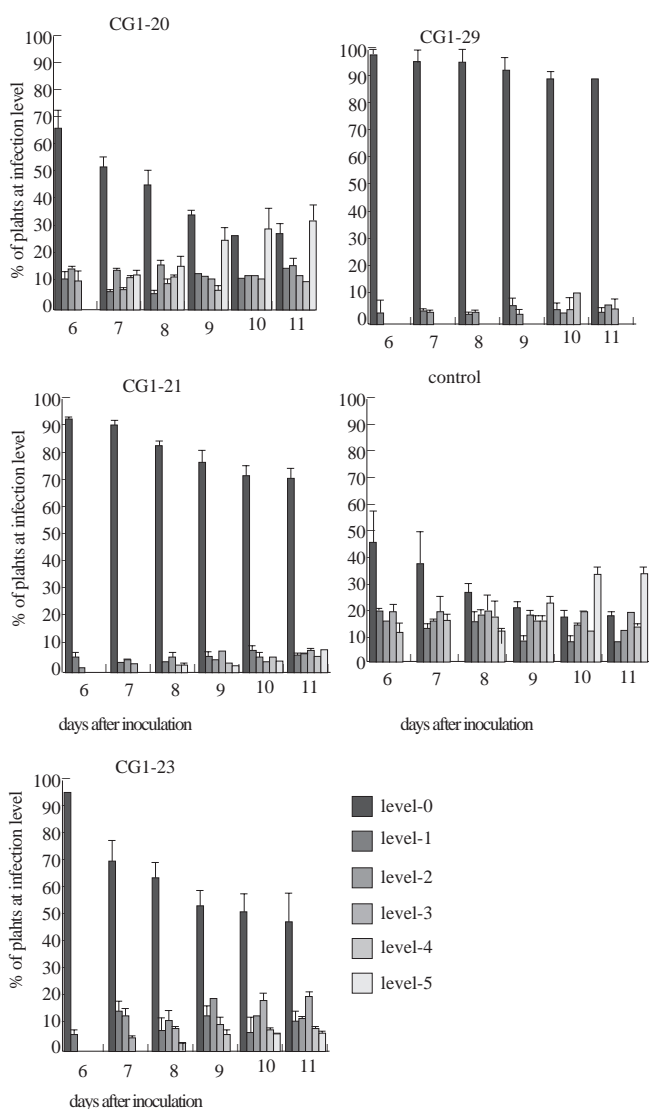 CG1-20
% of plahts at infection level
100
90
80
70
60
50
40
30
20
10
0
6 7 8 9 10 11
CG1-29
100
90
80
70
60
50
40
30
20
10
0
6 7 8 9 10 11
CG1-21
% of plahts at infection level
100
90
80
70
60
50
40
30
20
10
0
6 7 8 9 10 11
days after inoculation
control
100
90
80
60
50
40
30
20
10
0
6 7 8 9 10 11
days after inoculation
CG1-23
% of plahts at infection level
100
90
80
70
60
50
40
30
20
10
0
6 7 8 9 10 11
days after inoculation
level-0
level-1
level-2
level-3
level-4
level-5